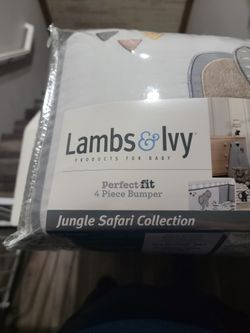 Lambs & Ivy
PRODUCTS FOR BABY
Perfect fit
4 Piece Bumper
Jungle Safari Collection